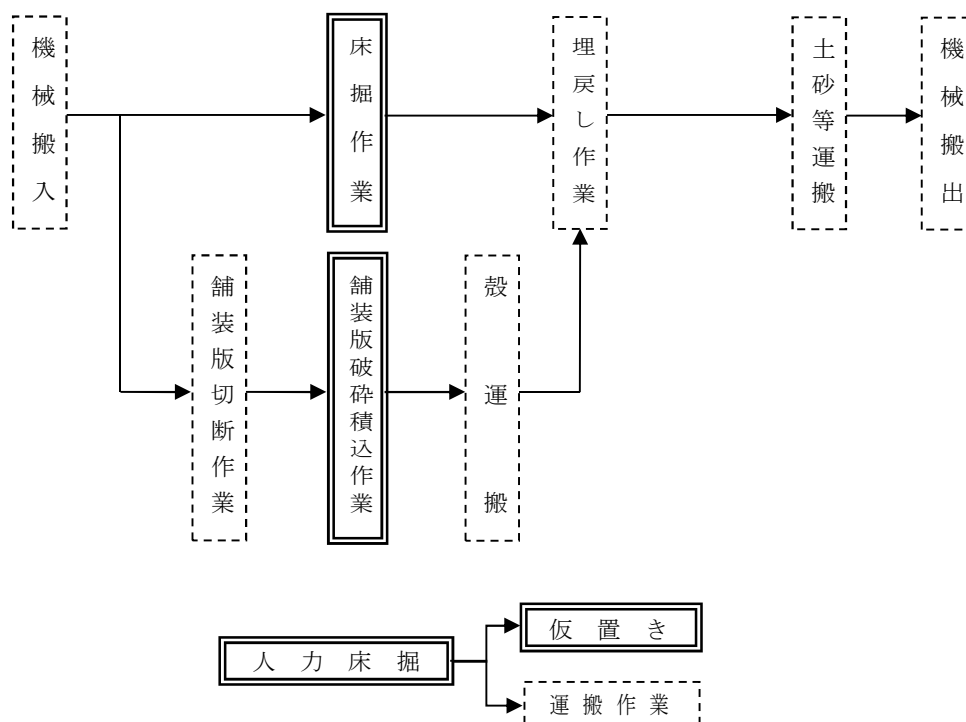 機械搬入
床掘作業
埋戻し作業
土砂等運搬
機械搬出
舗装版切断作業
舗装版破砕積込作業
殻運搬
人力床掘
仮置き
運搬作業